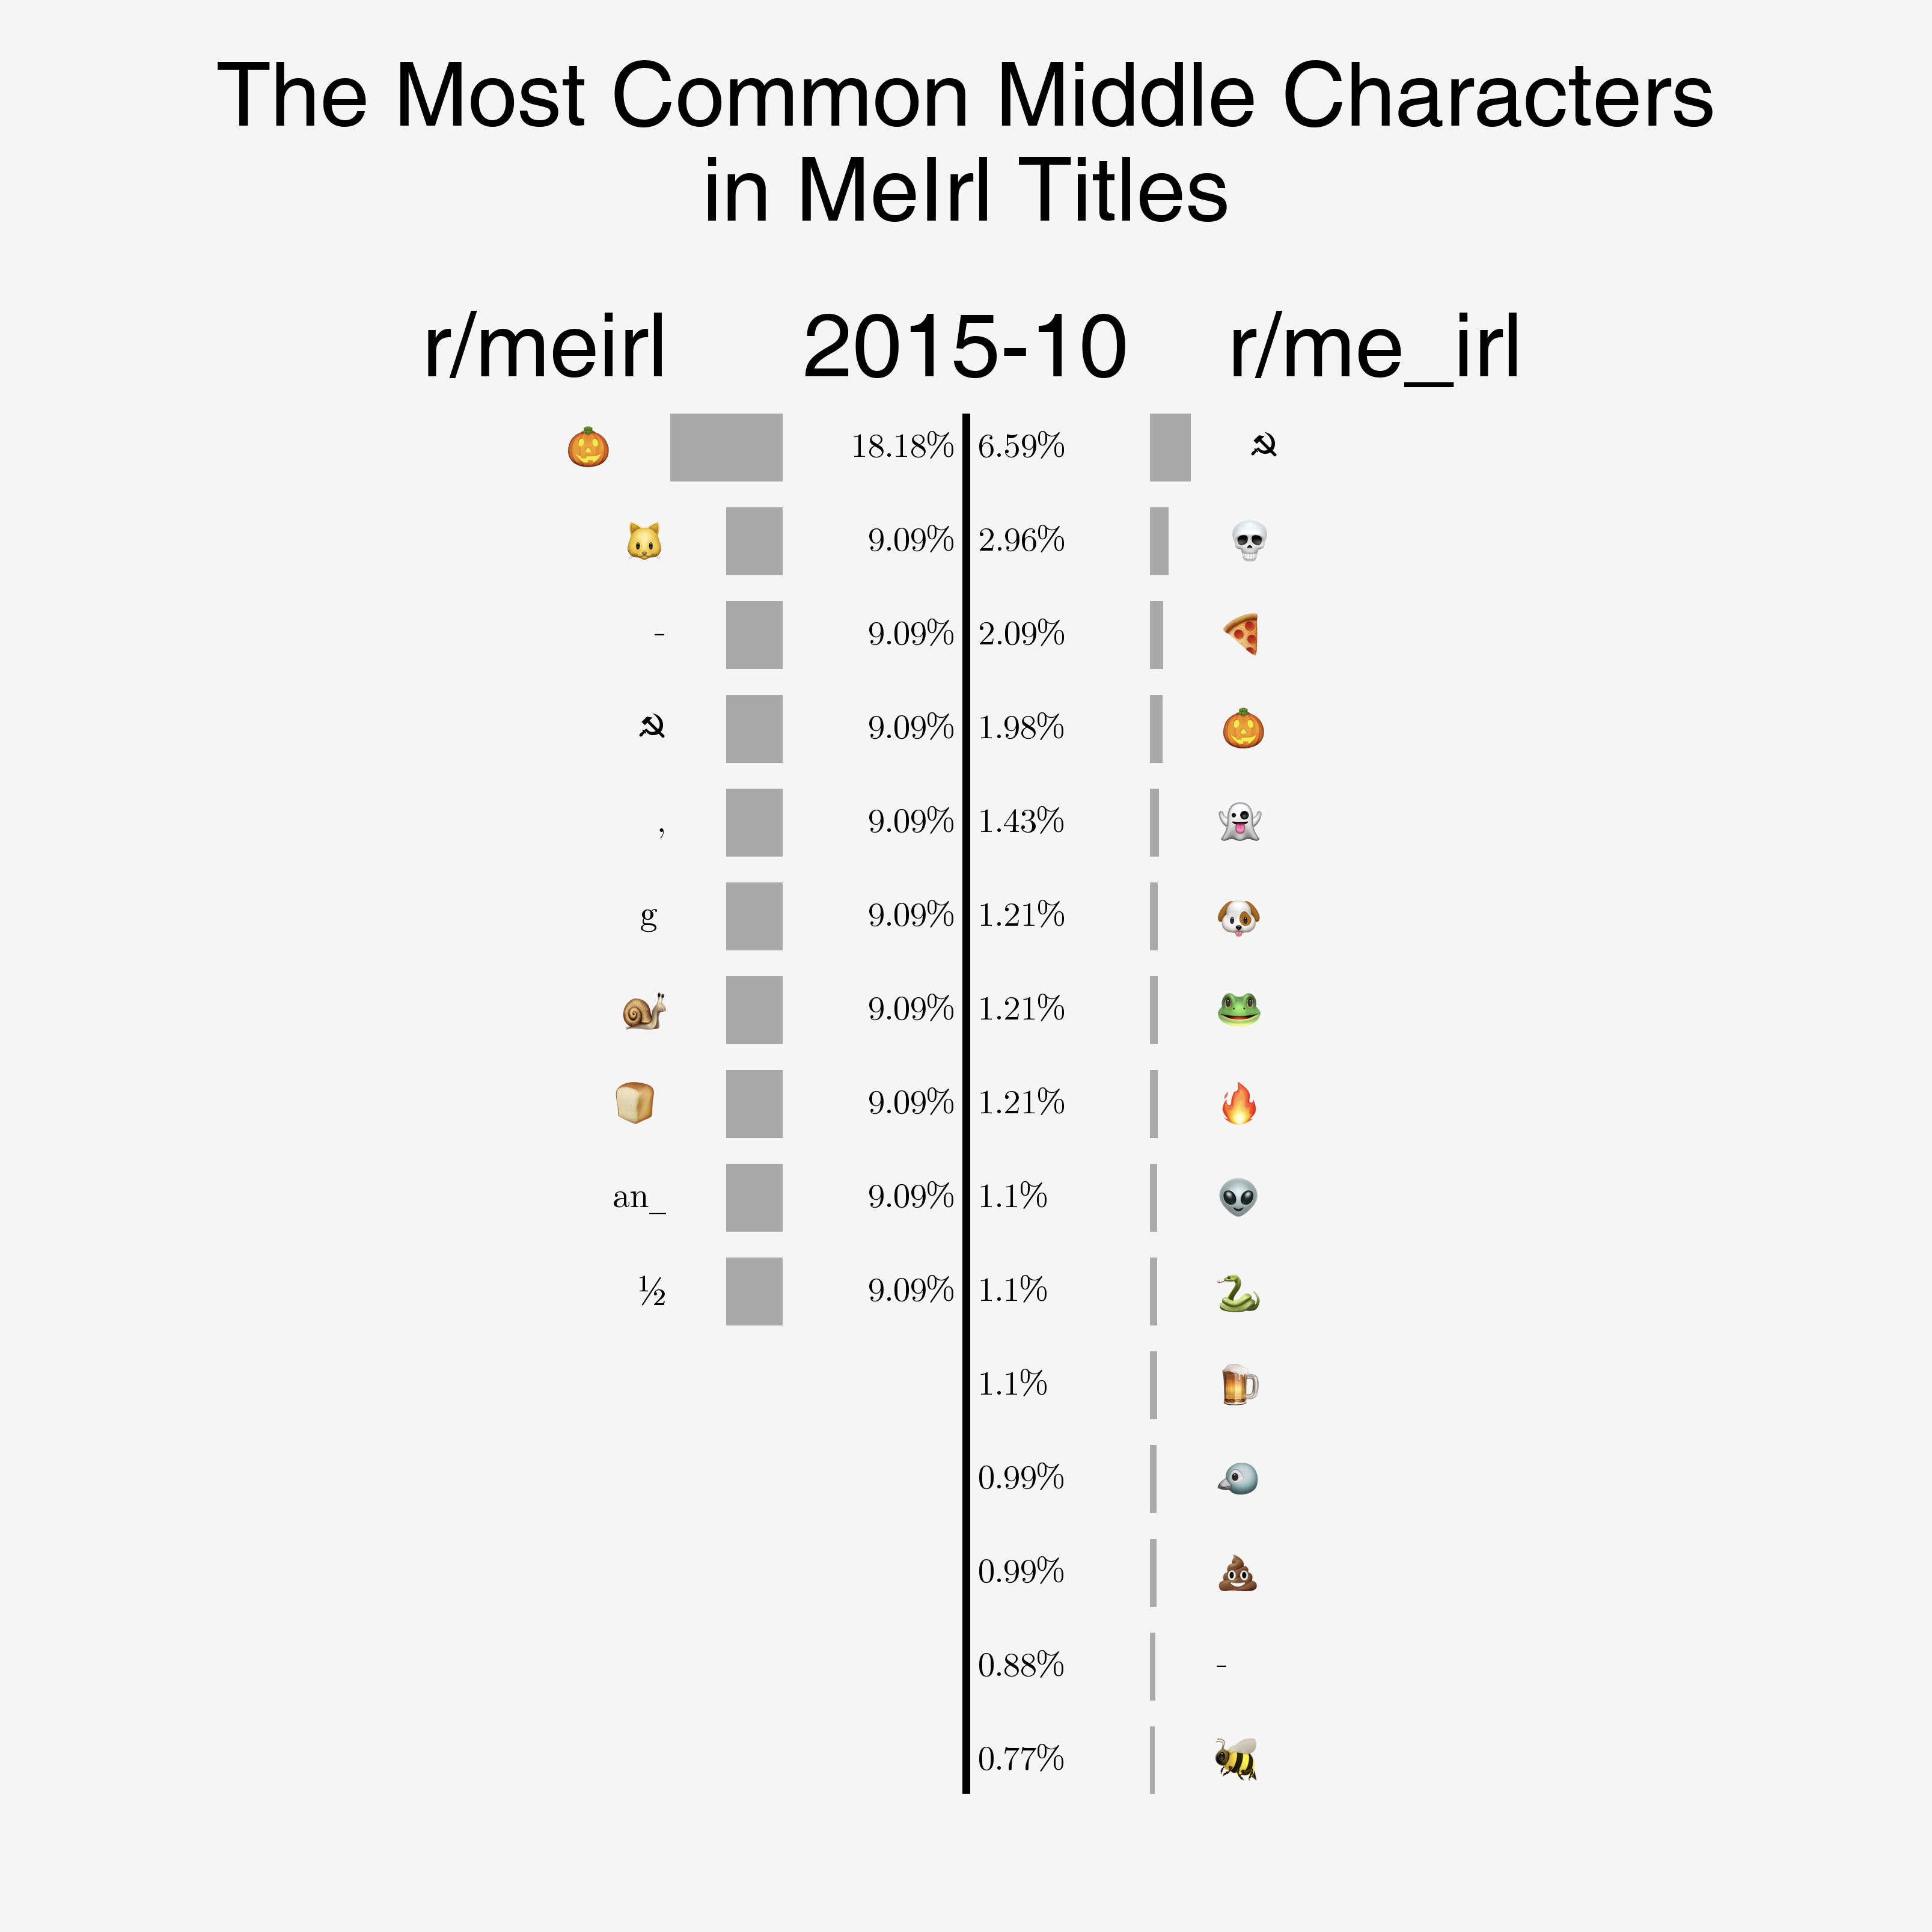 The Most Common Middle Characters
in MeIrl Titles
r/meirl 2015-10 r/me_irl
🎃 18.18% 6.59% ☭
🐱 9.09% 2.96% 💀
- 9.09% 2.09% 🍕
☭ 9.09% 1.98% 🎃
, 9.09% 1.43% 👻
g 9.09% 1.21% 🐶
🐌 9.09% 1.21% 🐸
🍞 9.09% 1.21% 🔥
an_ 9.09% 1.1% 👽
½ 9.09% 1.1% 🐍
1.1% 🍺
0.99% 🐦
0.99% 💩
0.88% -
0.77% 🐝